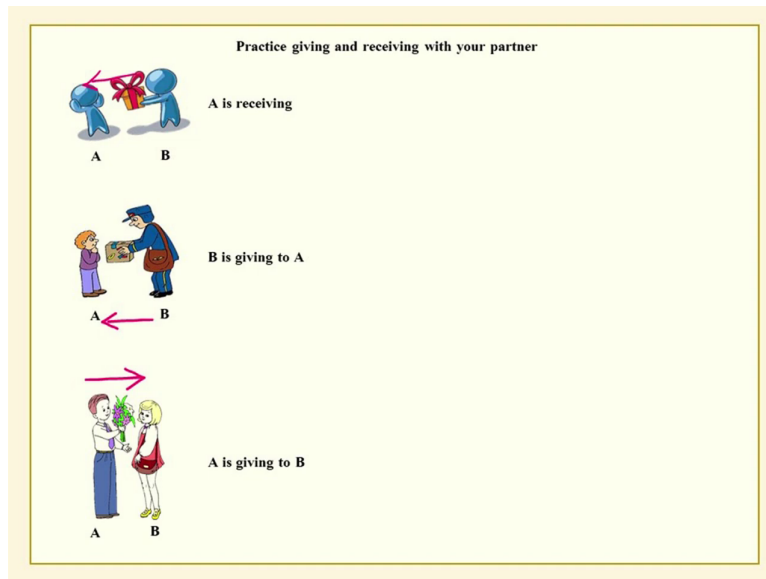 Practice giving and receiving with your partner
A is receiving
A B
B is giving to A
A B
A is giving to B
A B